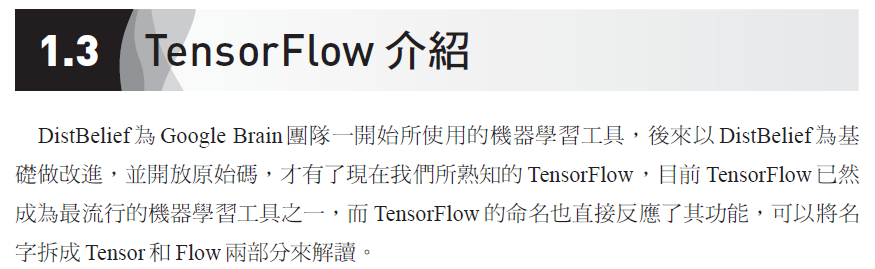 1.3 TensorFlow 介紹
DistBelief 為 Google Brain 團隊一開始所使用的機器學習工具，後來以 DistBelief 為基
礎做改進，並開放原始碼，才有了現在我們所熟知的 TensorFlow，目前 TensorFlow 已然
成為最流行的機器學習工具之一，而 TensorFlow 的命名也直接反應了其功能，可以將名
字拆成 Tensor 和 Flow 兩部分來解讀。